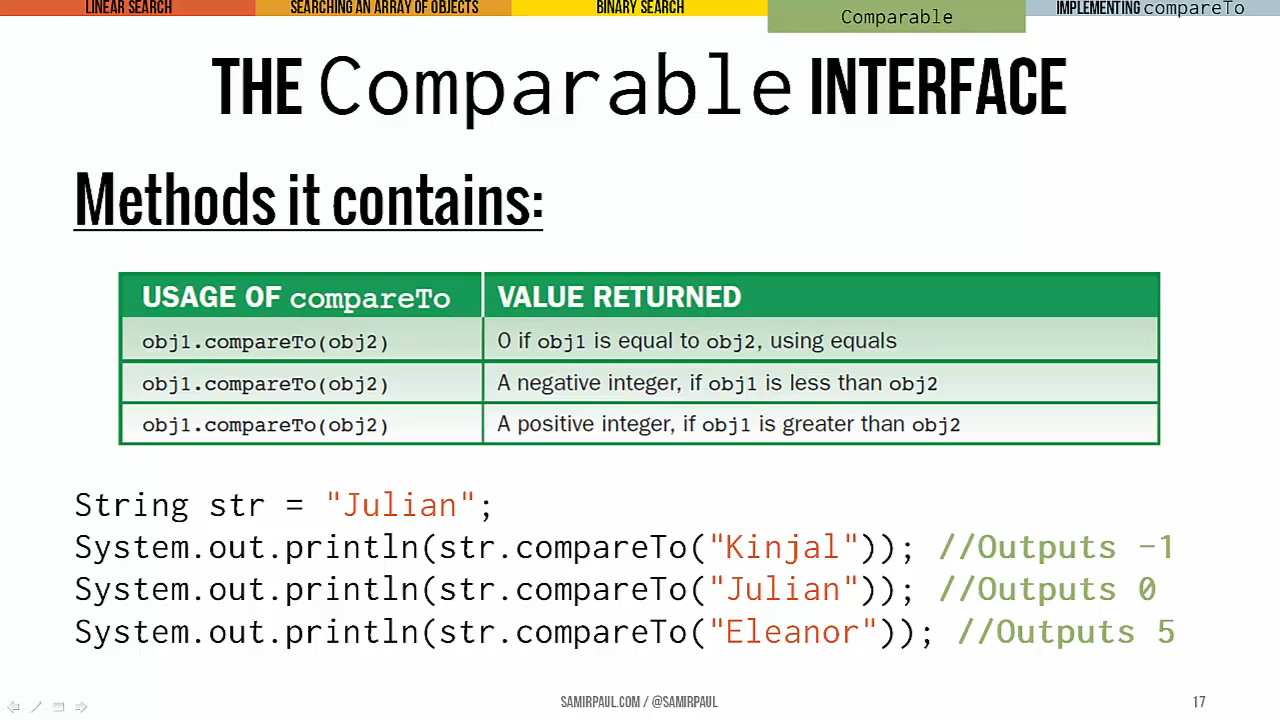 LINEAR SEARCH
SEARCHING AN ARRAY OF OBJECTS
BINARY SEARCH
Comparable
IMPLEMENTING compareTo
THE Comparable INTERFACE
Methods it contains:
USAGE OF compareTo VALUE RETURNED
obj1.compareTo(obj2) 0 if obj1 is equal to obj2, using equals
obj1.compareTo(obj2) A negative integer, if obj1 is less than obj2
obj1.compareTo(obj2) A positive integer, if obj1 is greater than obj2
String str = "Julian";
System.out.println(str.compareTo("Kinjal")); //Outputs -1
System.out.println(str.compareTo("Julian")); //Outputs 0
System.out.println(str.compareTo("Eleanor")); //Outputs 5
SAMIRPAUL.COM / @SAMIRPAUL
17